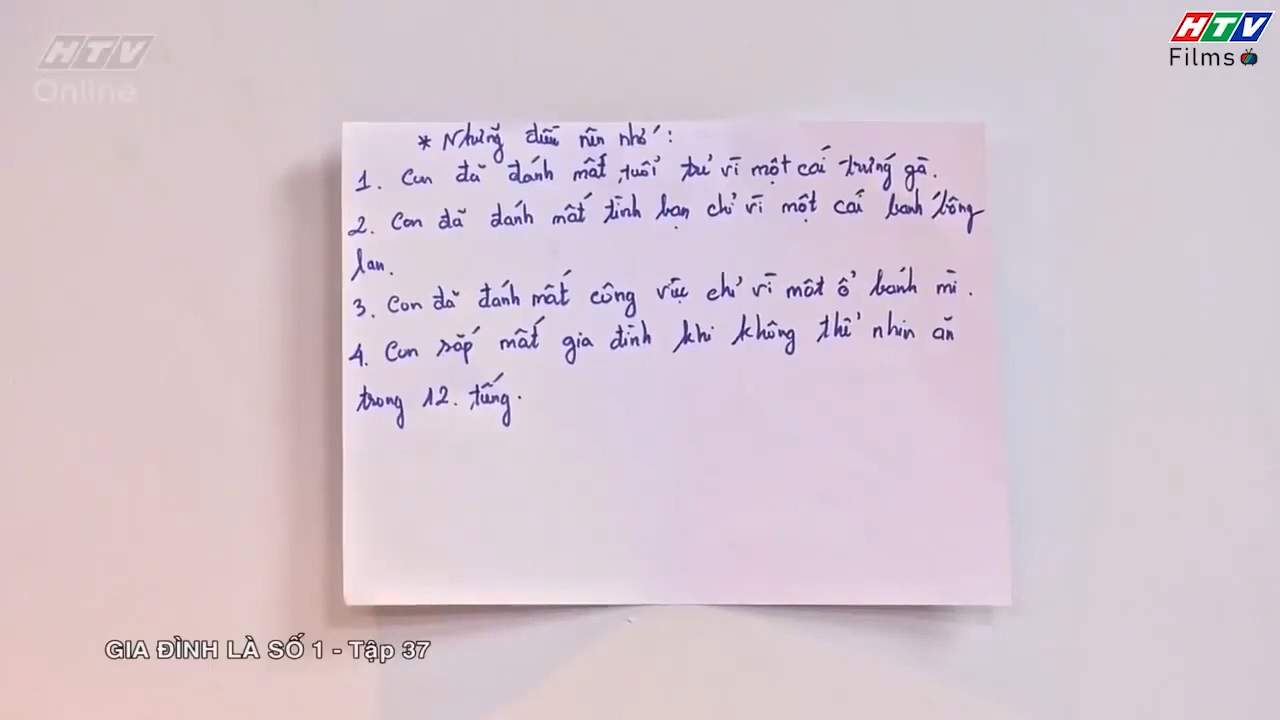 HTV
Online
HTV
Films
* Những điều nên nhớ:
1. Con đã đánh mất tuổi trẻ vì một cái trứng gà.
2. Con đã đánh mất tình bạn chỉ vì một cái bánh bông
lan.
3. Con đã đánh mất công việc chỉ vì một ổ bánh mì.
4. Con sắp mất gia đình khi không thể nhịn ăn
trong 12. tiếng.
GIA ĐÌNH LÀ SỐ 1 - Tập 37